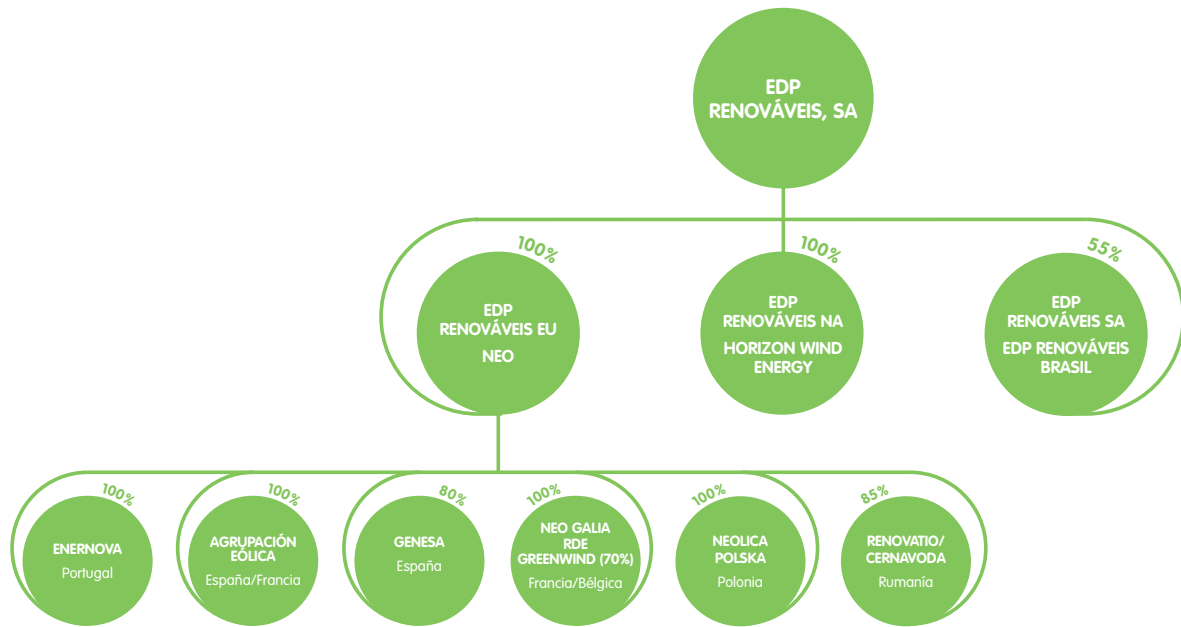 EDP
RENOVÁVEIS, SA
100%
EDP
RENOVÁVEIS EU
NEO
100%
EDP
RENOVÁVEIS NA
HORIZON WIND
ENERGY
55%
EDP
RENOVÁVEIS SA
EDP RENOVÁVEIS
BRASIL
100%
ENERNOVA
Portugal
100%
AGRUPACIÓN
EÓLICA
España/Francia
80%
GENESA
España
100%
NEO GALIA
RDE
GREENWIND (70%)
Francia/Bélgica
100%
NEOLICA
POLSKA
Polonia
85%
RENOVATIO/
CERNAVODA
Rumanía